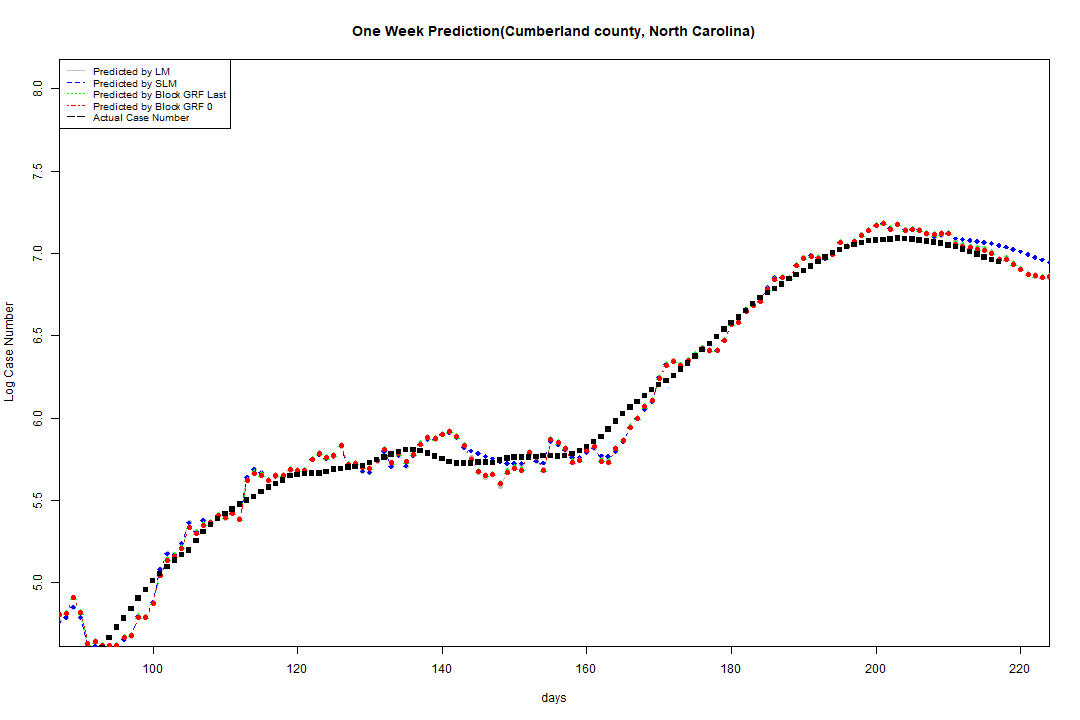 One Week Prediction(Cumberland county, North Carolina)
Predicted by LM
Predicted by SLM
Predicted by Block GRF Last
Predicted by Block GRF 0
Actual Case Number
8.0
7.5
7.0
6.5
6.0
5.5
5.0
Log Case Number
100 120 140 160 180 200 220
days